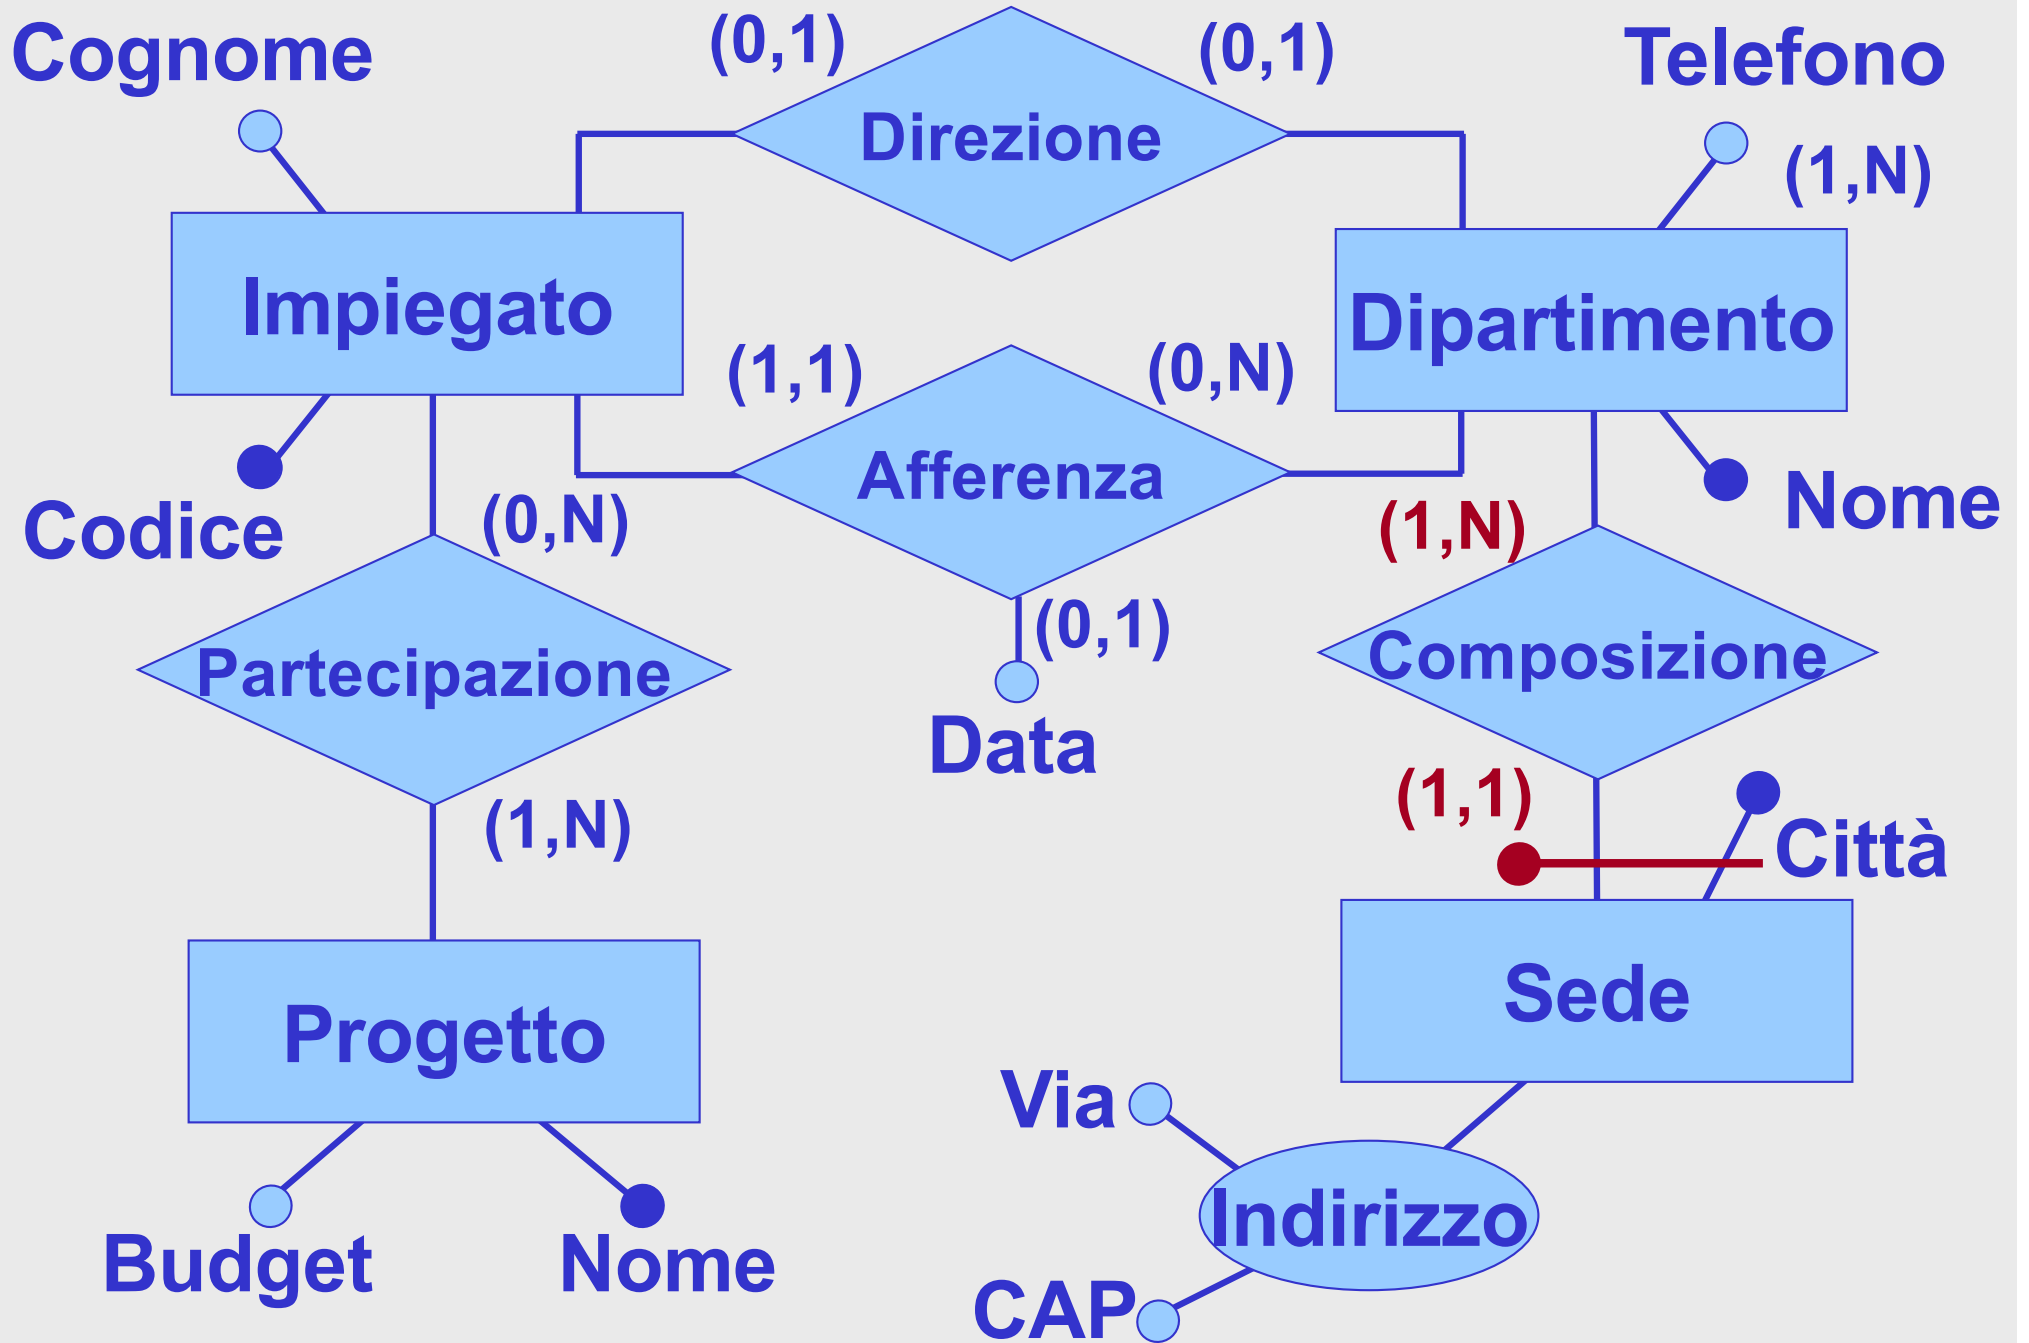 Cognome
(0,1)
(0,1)
Telefono
Direzione
(1,N)
Impiegato
Dipartimento
(1,1)
(0,N)
Afferenza
Codice
(0,N)
(1,N)
Nome
(0,1)
Partecipazione
Composizione
Data
(1,N)
(1,1)
Città
Progetto
Sede
Via
Indirizzo
Budget
Nome
CAP